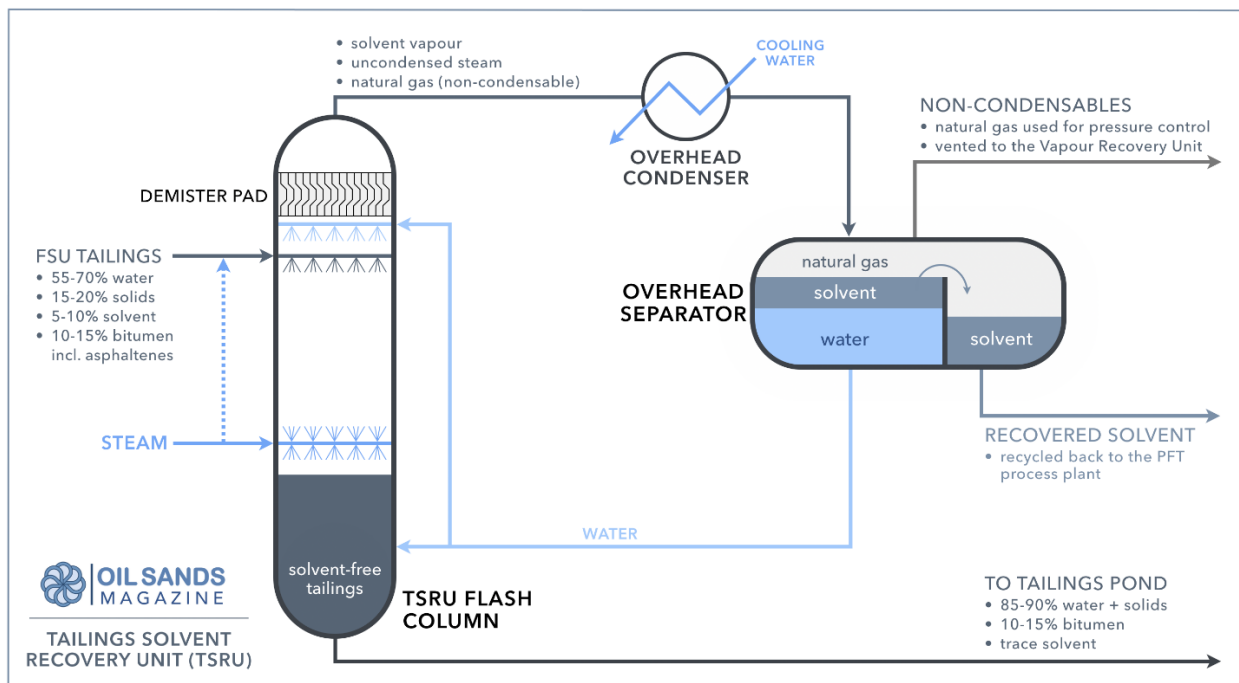 • solvent vapour
• uncondensed steam
• natural gas (non-condensable)
COOLING
WATER
OVERHEAD
CONDENSER
NON-CONDENSABLES
• natural gas used for pressure control
• vented to the Vapour Recovery Unit
DEMISTER PAD
FSU TAILINGS
• 55-70% water
• 15-20% solids
• 5-10% solvent
• 10-15% bitumen
incl. asphaltenes
OVERHEAD
SEPARATOR
natural gas
solvent
water
solvent
STEAM
RECOVERED SOLVENT
• recycled back to the PFT
process plant
WATER
solvent-free
tailings
TSRU FLASH
COLUMN
TO TAILINGS POND
• 85-90% water + solids
• 10-15% bitumen
• trace solvent
OIL SANDS
MAGAZINE
TAILINGS SOLVENT
RECOVERY UNIT (TSRU)